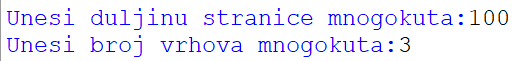 Unesi duljinu stranice mnogokuta:100
Unesi broj vrhova mnogokuta:3